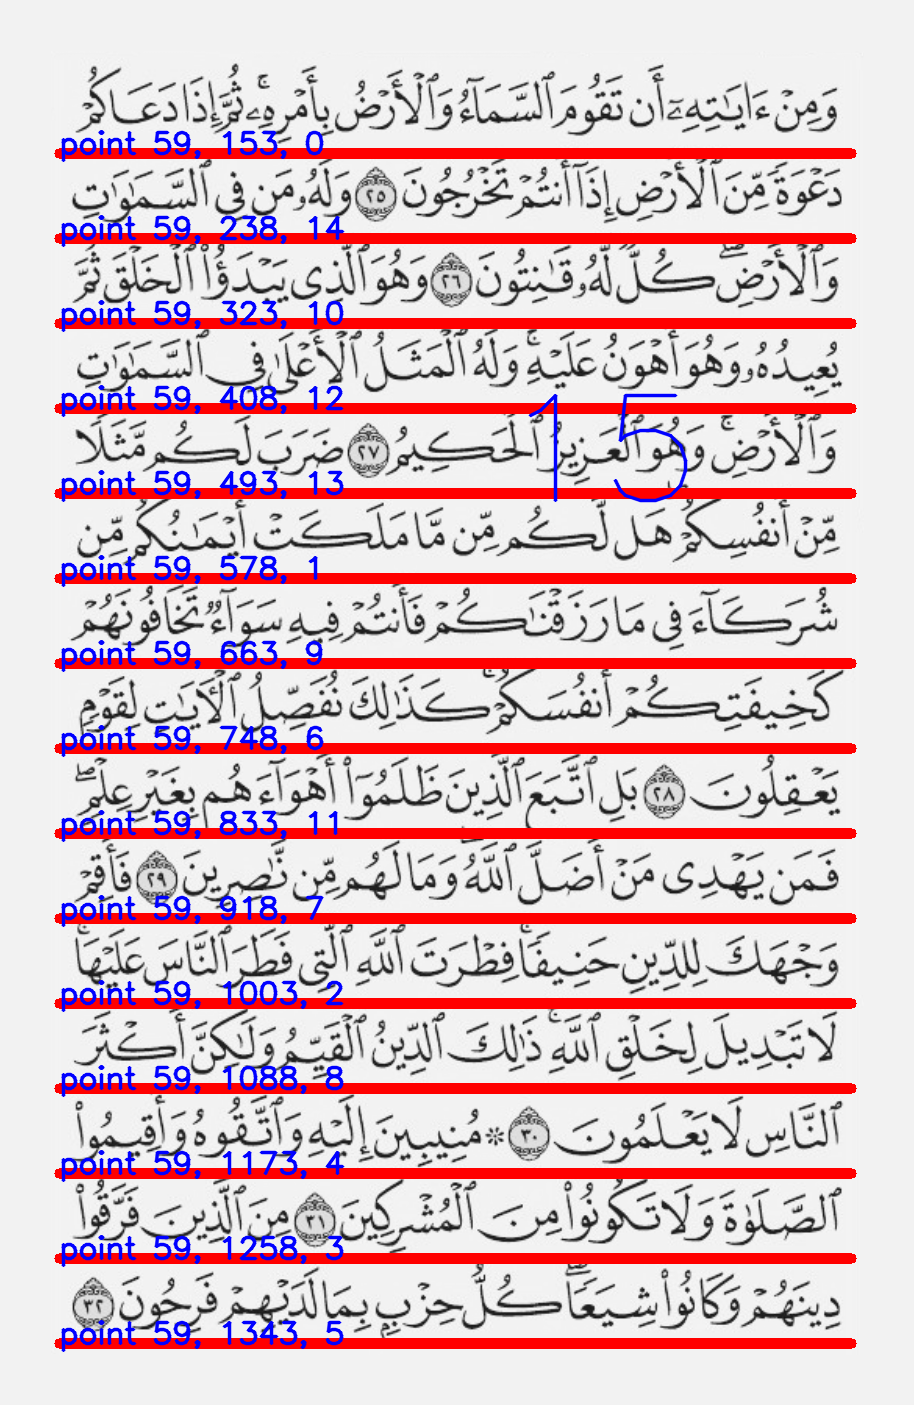 وَمِنْ ءَايَـٰتِهِۦٓ أَن تَقُومَ ٱلسَّمَآءُ وَٱلْأَرْضُ بِأَمْرِهِۦۚ ثُمَّ إِذَا دَعَاكُمْ
point 59, 153, 0
دَعْوَةً مِّنَ ٱلْأَرْضِ إِذَآ أَنتُمْ تَخْرُجُونَ ٢٥ وَلَهُۥ مَن فِى ٱلسَّمَـٰوَٰتِ
point 59, 238, 14
وَٱلْأَرْضِۖ كُلٌّ لَّهُۥ قَـٰنِتُونَ ٢٦ وَهُوَ ٱلَّذِى يَبْدَؤُا۟ ٱلْخَلْقَ ثُمَّ
point 59, 323, 10
يُعِيدُهُۥ وَهُوَ أَهْوَنُ عَلَيْهِۚ وَلَهُ ٱلْمَثَلُ ٱلْأَعْلَىٰ فِى ٱلسَّمَـٰوَٰتِ
point 59, 408, 12
وَٱلْأَرْضِۚ وَهُوَ ٱلْعَزِيزُ ٱلْحَكِيمُ ٢٧ ضَرَبَ لَكُم مَّثَلًا
15
point 59, 493, 13
مِّنْ أَنفُسِكُمْ هَل لَّكُم مِّن مَّا مَلَكَتْ أَيْمَـٰنُكُم مِّن
point 59, 578, 1
شُرَكَآءَ فِى مَا رَزَقْنَـٰكُمْ فَأَنتُمْ فِيهِ سَوَآءٌ تَخَافُونَهُمْ
point 59, 663, 9
كَخِيفَتِكُمْ أَنفُسَكُمْۚ كَذَٰلِكَ نُفَصِّلُ ٱلْـَٔايَـٰتِ لِقَوْمٍ
point 59, 748, 6
يَعْقِلُونَ ٢٨ بَلِ ٱتَّبَعَ ٱلَّذِينَ ظَلَمُوٓا۟ أَهْوَآءَهُم بِغَيْرِ عِلْمٍۖ
point 59, 833, 11
فَمَن يَهْدِى مَنْ أَضَلَّ ٱللَّهُۖ وَمَا لَهُم مِّن نَّـٰصِرِينَ ٢٩ فَأَقِمْ
point 59, 918, 7
وَجْهَكَ لِلدِّينِ حَنِيفًاۚ فِطْرَتَ ٱللَّهِ ٱلَّتِى فَطَرَ ٱلنَّاسَ عَلَيْهَاۚ
point 59, 1003, 2
لَا تَبْدِيلَ لِخَلْقِ ٱللَّهِۚ ذَٰلِكَ ٱلدِّينُ ٱلْقَيِّمُ وَلَـٰكِنَّ أَكْثَرَ
point 59, 1088, 8
ٱلنَّاسِ لَا يَعْلَمُونَ ٣٠ ۞ مُنِيبِينَ إِلَيْهِ وَٱتَّقُوهُ وَأَقِيمُوا۟
point 59, 1173, 4
ٱلصَّلَوٰةَ وَلَا تَكُونُوا۟ مِنَ ٱلْمُشْرِكِينَ ٣١ مِنَ ٱلَّذِينَ فَرَّقُوا۟
point 59, 1258, 3
دِينَهُمْ وَكَانُوا۟ شِيَعًاۖ كُلُّ حِزْبٍۭ بِمَا لَدَيْهِمْ فَرِحُونَ ٣٢
point 59, 1343, 5